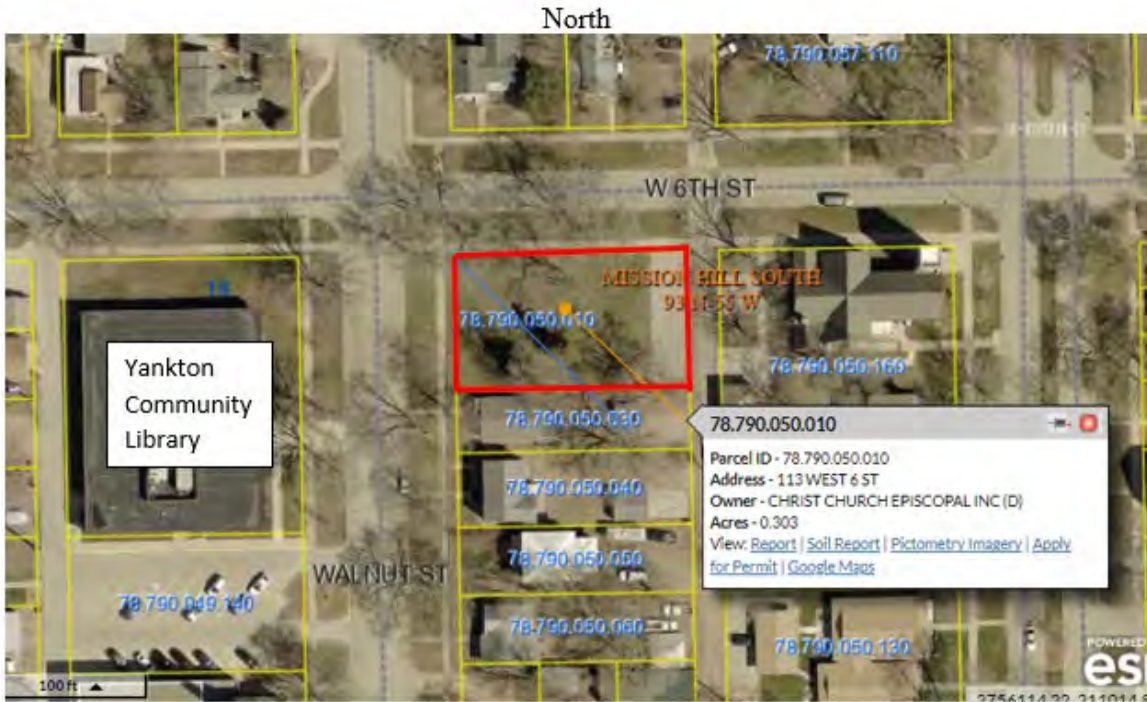 North
78.790.057.110
W 6TH ST
MISSION HILL SOUTH
93 N-55 W
78.790.050.010
78.790.050.160
Yankton
Community
Library
78.790.050.030
78.790.050.040
78.790.050.050
WALNUT ST
78.790.049.140
78.790.050.060
78.790.050.130
78.790.050.010
Parcel ID - 78.790.050.010
Address - 113 WEST 6 ST
Owner - CHRIST CHURCH EPISCOPAL INC (D)
Acres - 0.303
View: Report | Soil Report | Pictometry Imagery | Apply
for Permit | Google Maps
100 ft
POWERED
es